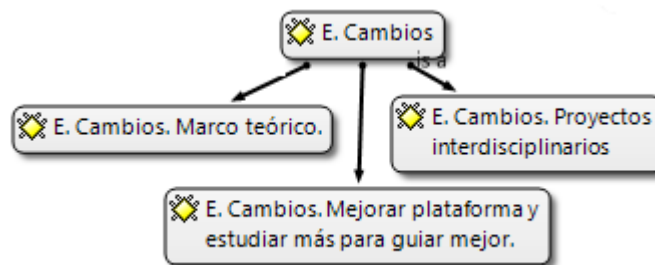 E. Cambios
is a
E. Cambios. Marco teórico.
E. Cambios. Proyectos
interdisciplinarios
E. Cambios. Mejorar plataforma y
estudiar más para guiar mejor.